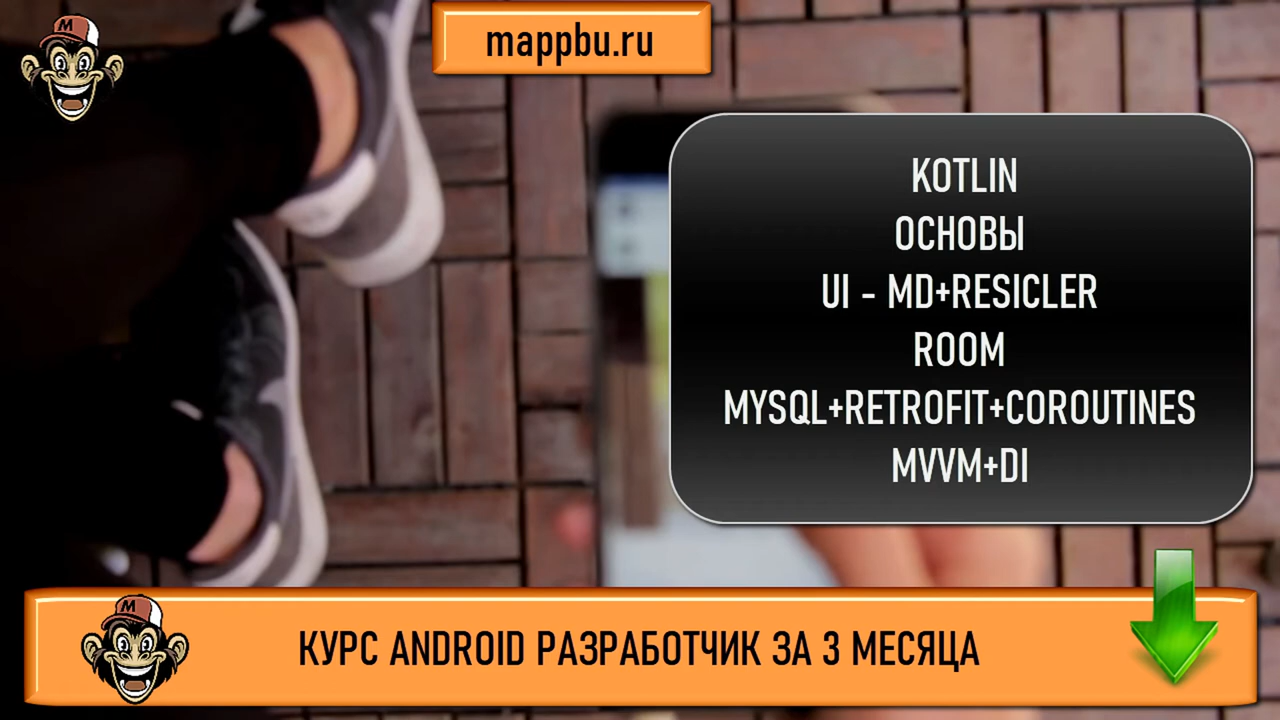 M
mappbu.ru
KOTLIN
ОСНОВЫ
UI - MD+RESICLER
ROOM
MYSQL+RETROFIT+COROUTINES
MVVM+DI
M
КУРС ANDROID РАЗРАБОТЧИК ЗА 3 МЕСЯЦА